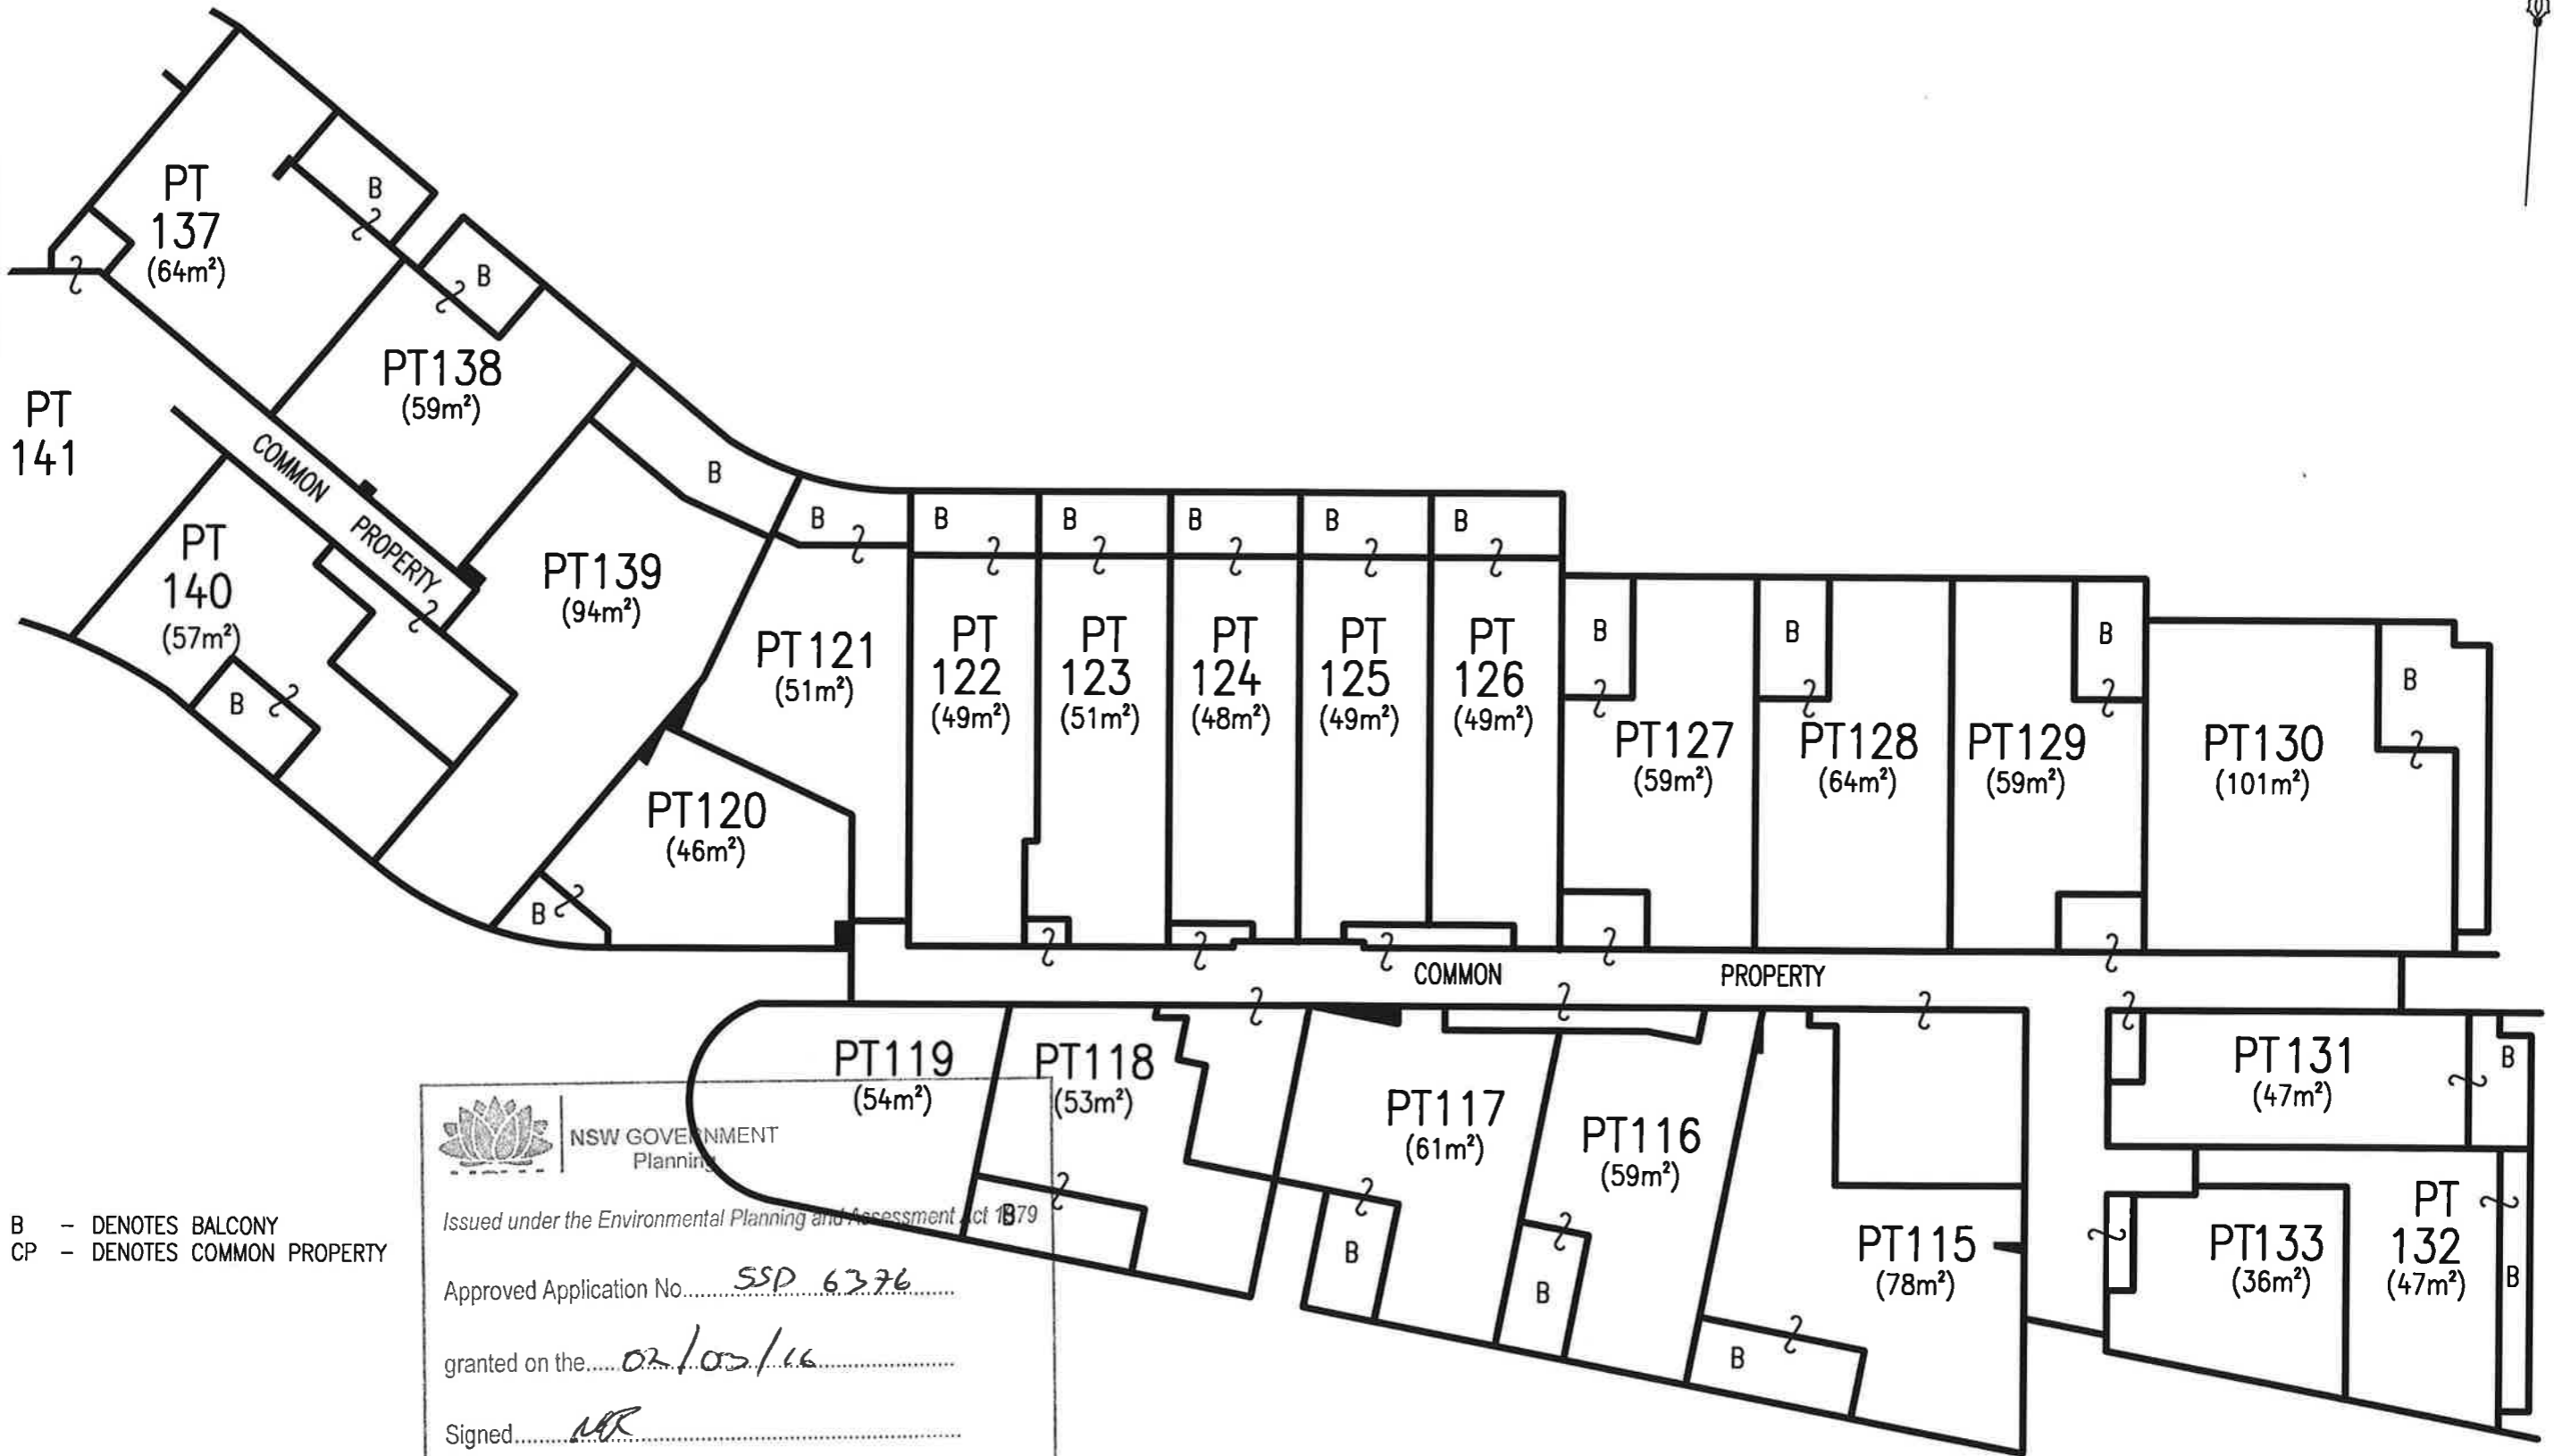 PT
137
(64m²)
B
B
PT138
(59m²)
PT
141
COMMON PROPERTY
PT
140
(57m²)
B
B
PT139
(94m²)
B
PT121
(51m²)
PT120
(46m²)
B
B
PT
122
(49m²)
B
PT
123
(51m²)
B
PT
124
(48m²)
B
PT
125
(49m²)
B
PT
126
(49m²)
B
PT127
(59m²)
B
PT128
(64m²)
B
PT129
(59m²)
B
PT130
(101m²)
COMMON PROPERTY
PT119
(54m²)
PT118
(53m²)
B
PT117
(61m²)
B
PT116
(59m²)
B
PT115
(78m²)
B
PT131
(47m²)
B
PT133
(36m²)
PT
132
(47m²)
B
B – DENOTES BALCONY
CP – DENOTES COMMON PROPERTY
NSW GOVERNMENT
Planning
Issued under the Environmental Planning and Assessment Act 1979
Approved Application No. SSD 6376
granted on the 02/03/16
Signed